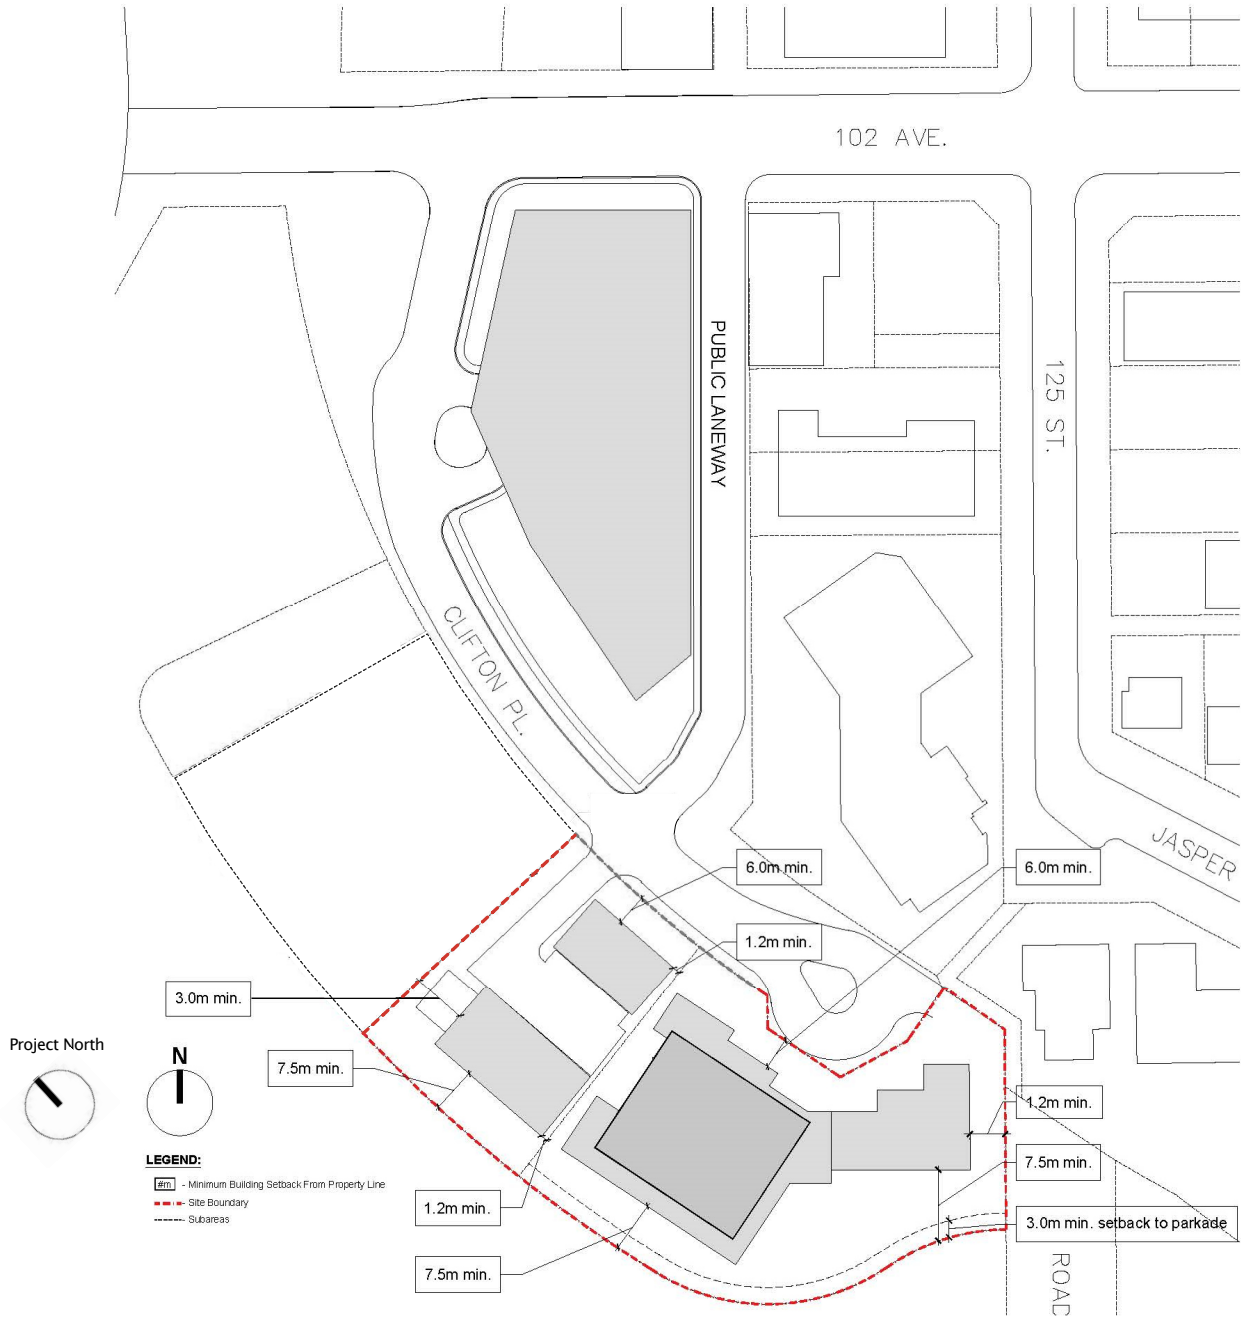 102 AVE.
PUBLIC LANEWAY
125 ST.
CLIFTON PL.
JASPER
6.0m min.
6.0m min.
1.2m min.
3.0m min.
Project North
N
7.5m min.
1.2m min.
LEGEND:
#m - Minimum Building Setback From Property Line
- Site Boundary
- Subareas
7.5m min.
1.2m min.
3.0m min. setback to parkade
7.5m min.
ROAD